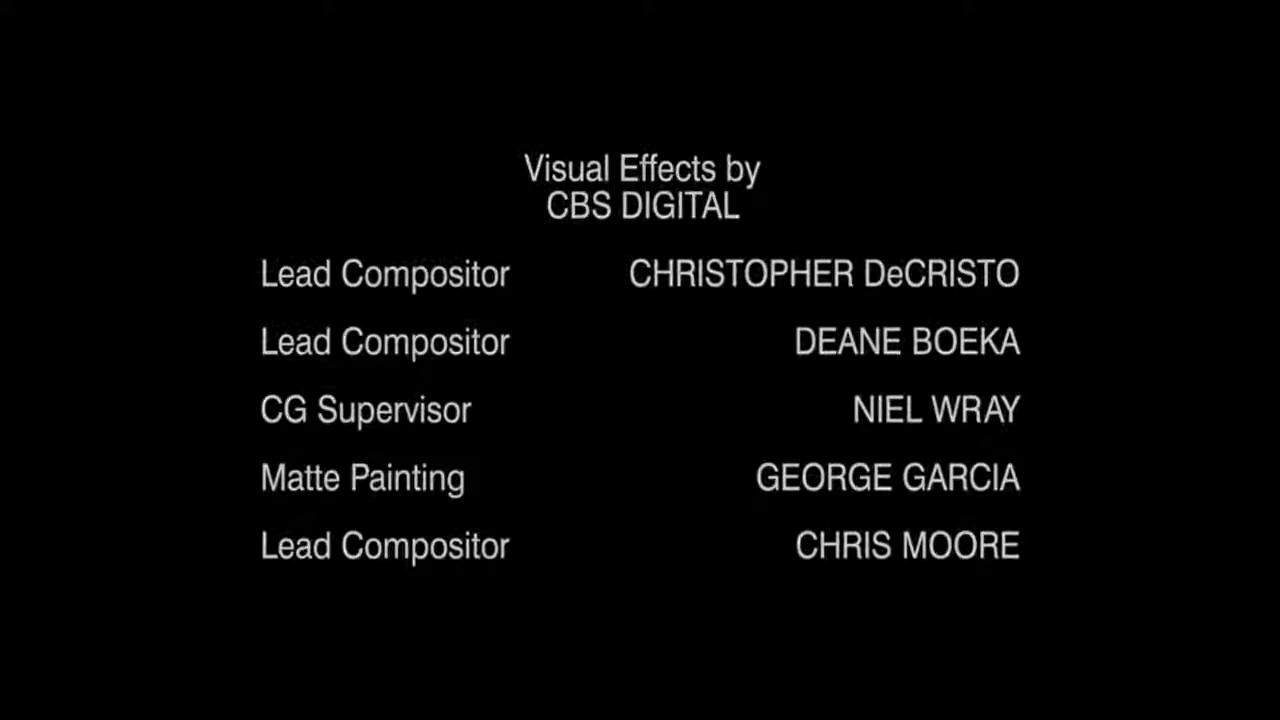 Visual Effects by
CBS DIGITAL
Lead Compositor CHRISTOPHER DeCRISTO
Lead Compositor DEANE BOEKA
CG Supervisor NIEL WRAY
Matte Painting GEORGE GARCIA
Lead Compositor CHRIS MOORE